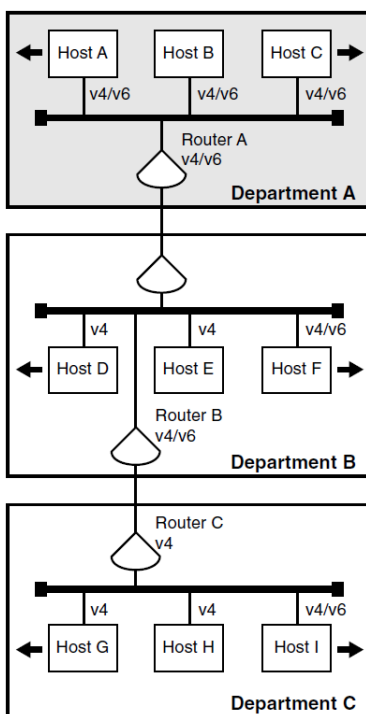 Host A Host B Host C
v4/v6 v4/v6 v4/v6
Router A
v4/v6
Department A
v4 v4 v4/v6
Host D Host E Host F
Router B
v4/v6
Department B
Router C
v4
v4 v4 v4/v6
Host G Host H Host I
Department C